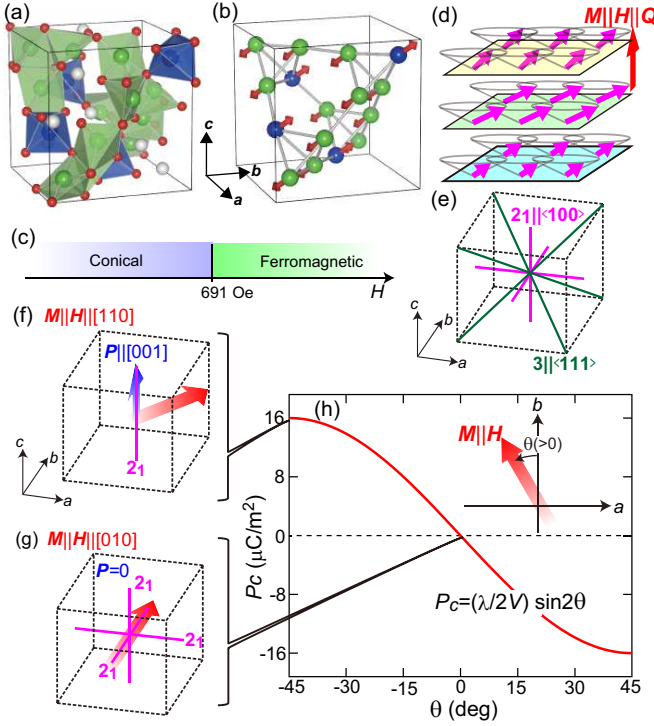 (a)
(b)
c
b
a
(d)
M||H||Q
(e)
2₁||<100>
3||<111>
c
b
a
(c)
Conical
Ferromagnetic
691 Oe
H
(f)
M||H||[110]
P||[001]
2₁
c
b
a
(g)
M||H||[010]
P=0
2₁
2₁
2₁
(h)
Pc (μC/m²)
16
8
0
-8
-16
M||H
b
θ(>0)
a
Pc=(λ/2V) sin2θ
-45 -30 -15 0 15 30 45
θ (deg)